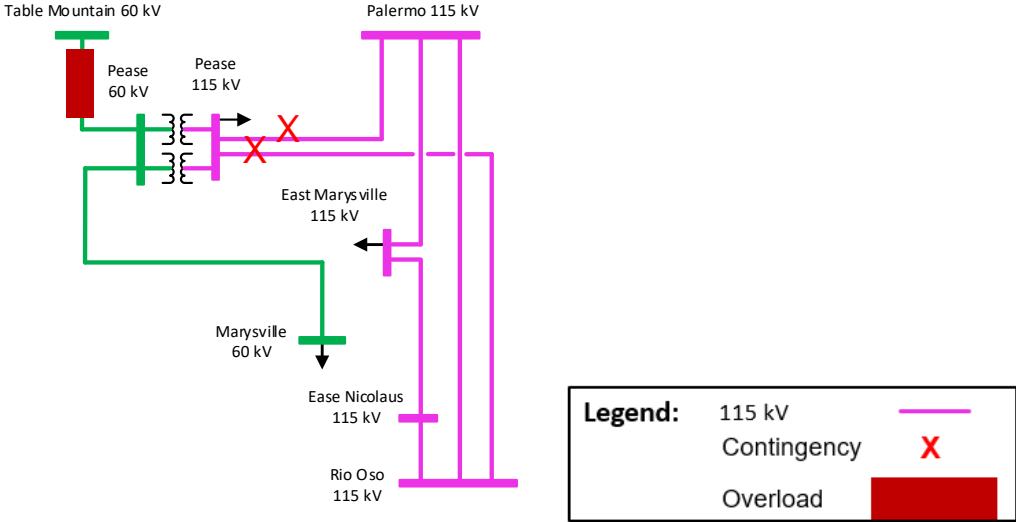 Table Mountain 60 kV
Palermo 115 kV
Pease
60 kV
Pease
115 kV
X
X
East Marysville
115 kV
Marysville
60 kV
Ease Nicolaus
115 kV
Rio Oso
115 kV
Legend:
115 kV
Contingency X
Overload